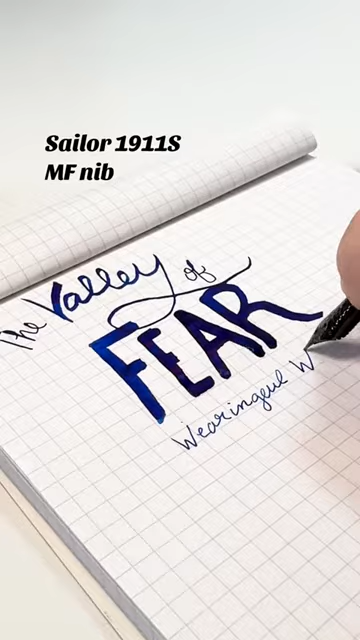 Sailor 1911S
MF nib
The Valley of
FEAR
Wearingeul W